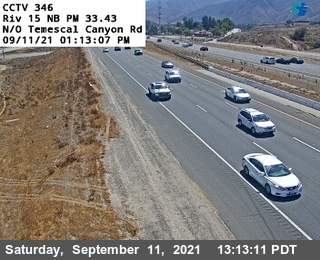 CCTV 346
Riv 15 NB PM 33.43
N/O Temescal Canyon Rd
09/11/21 01:13:07 PM
Saturday, September 11, 2021 13:13:11 PDT